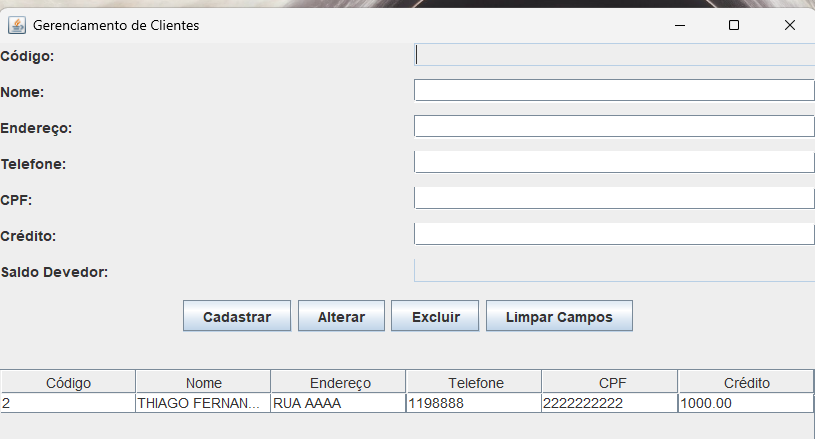 Gerenciamento de Clientes
Código:
Nome:
Endereço:
Telefone:
CPF:
Crédito:
Saldo Devedor:
Cadastrar Alterar Excluir Limpar Campos
Código Nome Endereço Telefone CPF Crédito
2 THIAGO FERNAN... RUA AAAA 1198888 2222222222 1000.00